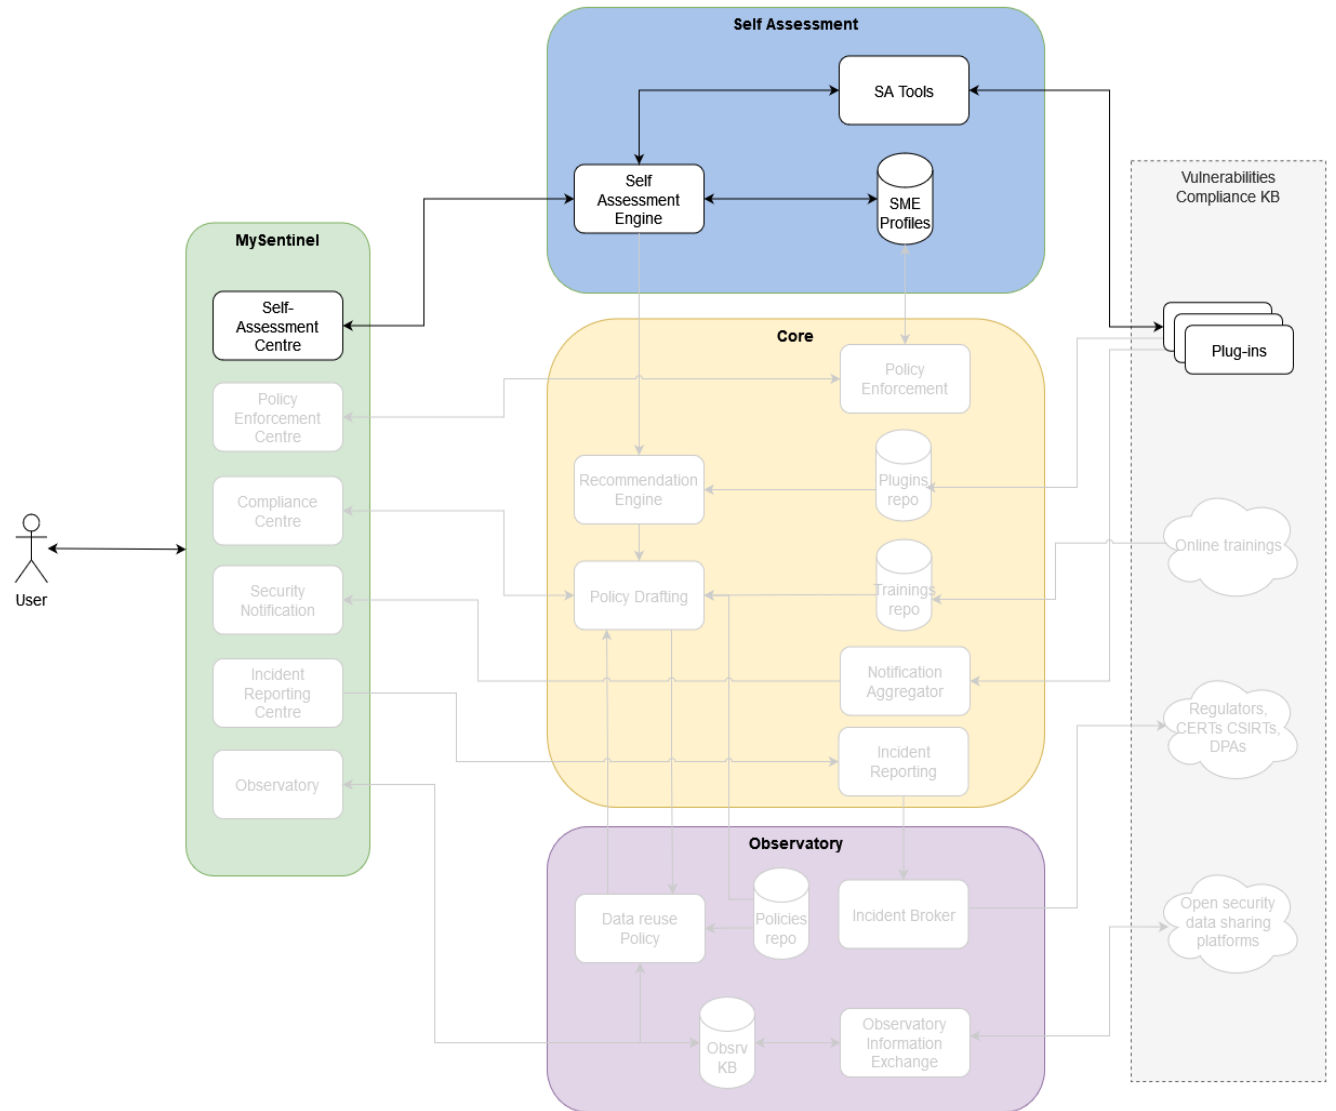 Self Assessment
SA Tools
Self
Assessment
Engine
SME
Profiles
Vulnerabilities
Compliance KB
Plug-ins
Online trainings
Regulators,
CERTs CSIRTs,
DPAs
Open security
data sharing
platforms
MySentinel
Self-
Assessment
Centre
Policy
Enforcement
Centre
Compliance
Centre
Security
Notification
Incident
Reporting
Centre
Observatory
User
Core
Policy
Enforcement
Recommendation
Engine
Plugins
repo
Policy Drafting
Trainings
repo
Notification
Aggregator
Incident
Reporting
Observatory
Data reuse
Policy
Policies
repo
Incident Broker
Obsrv
KB
Observatory
Information
Exchange